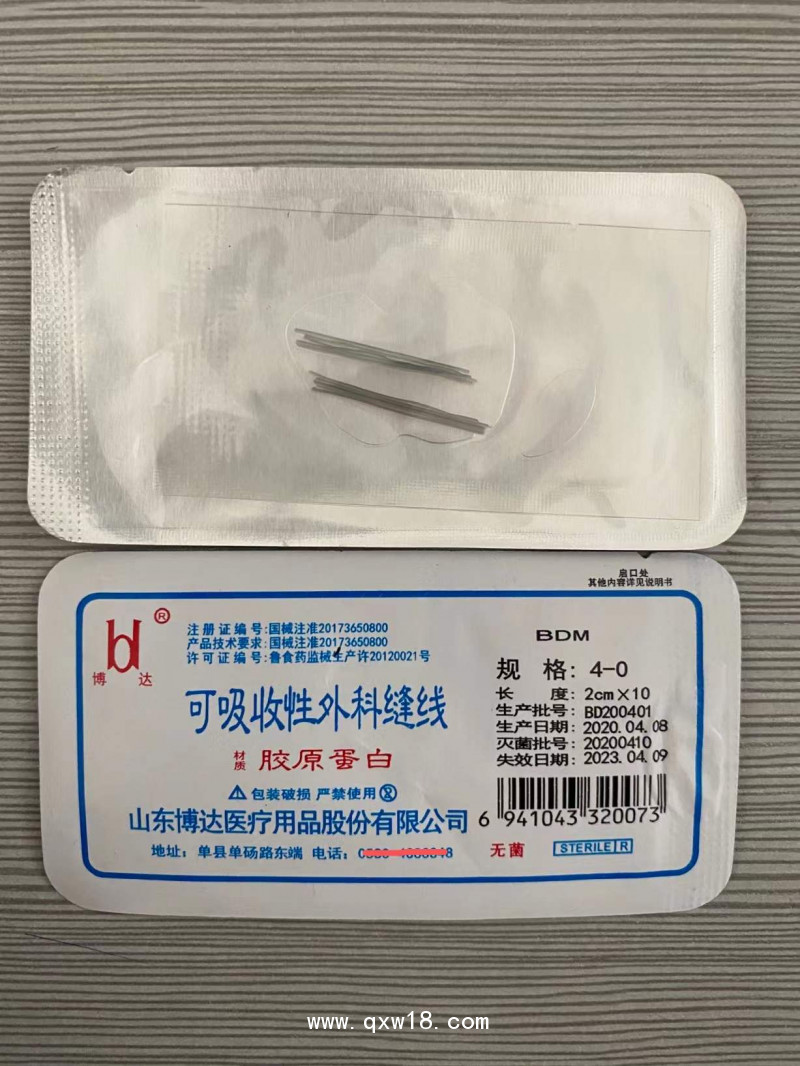 启口处
其他内容详见说明书
bd ®
博 达
注 册 证 编 号:国械注准20173650800
产品技术要求:国械注准20173650800
许 可 证 编 号:鲁食药监械生产许20120021号
可吸收性外科缝线
材质 胶原蛋白
包装破损 严禁使用
山东博达医疗用品股份有限公司
地址: 单县单砀路东端 电话:
BDM
规 格: 4-0
长 度: 2cm×10
生产批号: BD200401
生产日期: 2020.04.08
灭菌批号: 20200410
失效日期: 2023.04.09
6 941043 320073
无菌 STERILE R
www.qxw18.com